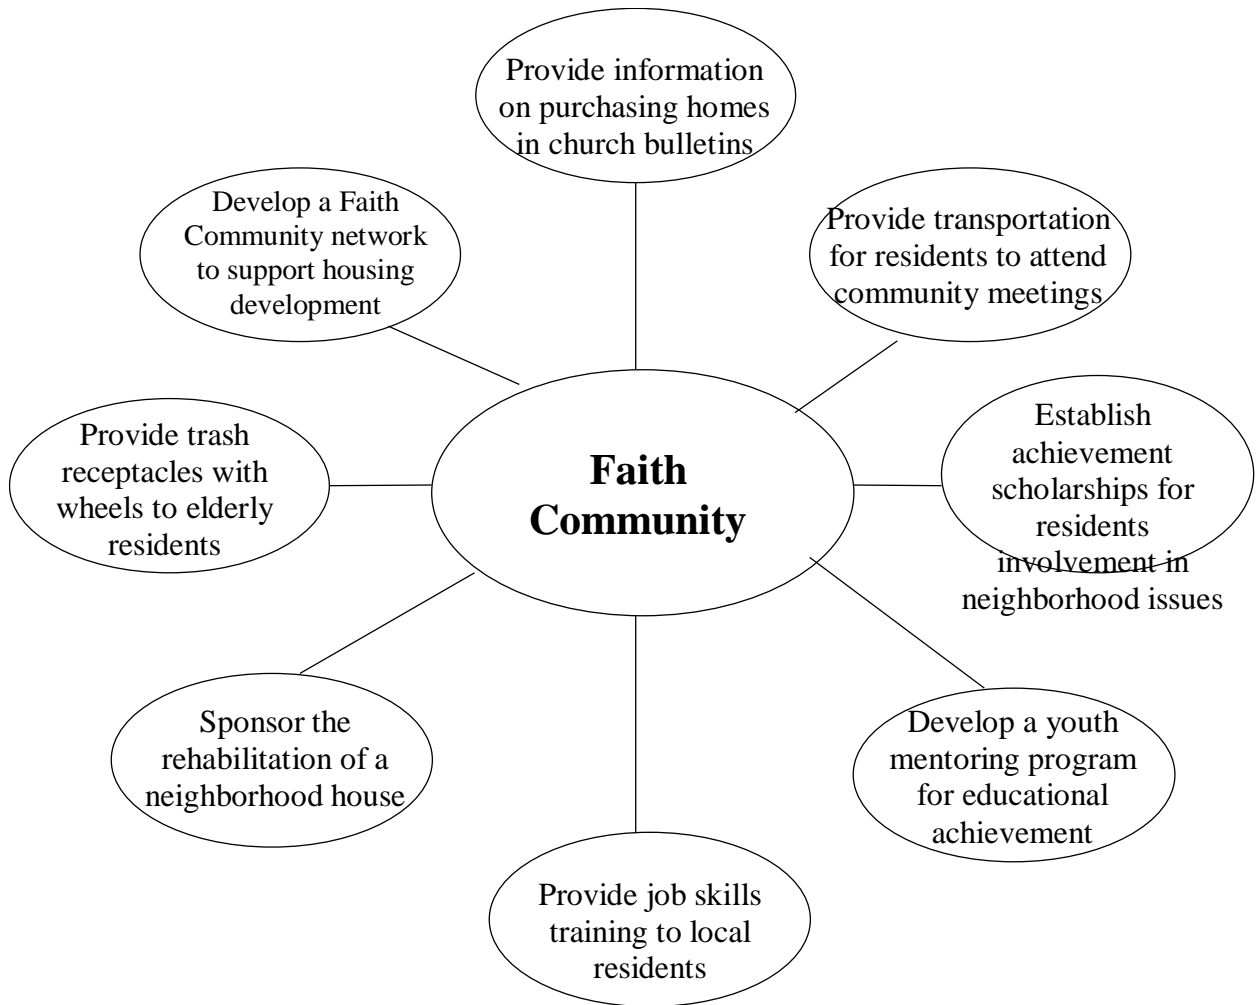 Provide information
on purchasing homes
in church bulletins
Develop a Faith
Community network
to support housing
development
Provide transportation
for residents to attend
community meetings
Provide trash
receptacles with
wheels to elderly
residents
Faith
Community
Establish
achievement
scholarships for
residents
involvement in
neighborhood issues
Sponsor the
rehabilitation of a
neighborhood house
Develop a youth
mentoring program
for educational
achievement
Provide job skills
training to local
residents